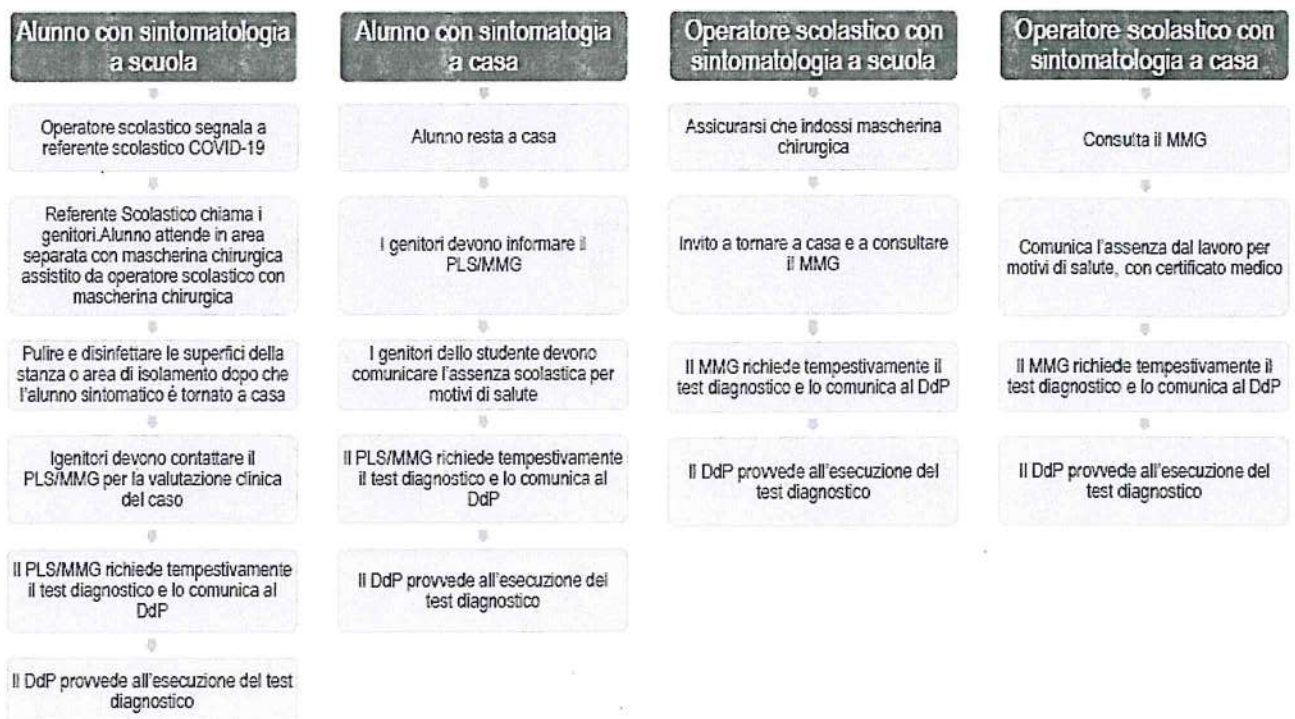 Alunno con sintomatologia
a scuola
Operatore scolastico segnala a
referente scolastico COVID-19
Referente Scolastico chiama i
genitori.Alunno attende in area
separata con mascherina chirurgica
assistito da operatore scolastico con
mascherina chirurgica
Pulire e disinfettare le superfici della
stanza o area di isolamento dopo che
l'alunno sintomatico é tornato a casa
Igenitori devono contattare il
PLS/MMG per la valutazione clinica
del caso
Il PLS/MMG richiede tempestivamente
il test diagnostico e lo comunica al
DdP
Il DdP provvede all'esecuzione del test
diagnostico
Alunno con sintomatogia
a casa
Alunno resta a casa
I genitori devono informare il
PLS/MMG
I genitori dello studente devono
comunicare l'assenza scolastica per
motivi di salute
Il PLS/MMG richiede tempestivamente
il test diagnostico e lo comunica al
DdP
Il DdP provvede all'esecuzione del
test diagnostico
Operatore scolastico con
sintomatologia a scuola
Assicurarsi che indossi mascherina
chirurgica
Invito a tornare a casa e a consultare
il MMG
Il MMG richiede tempestivamente il
test diagnostico e lo comunica al DdP
Il DdP provvede all'esecuzione del
test diagnostico
Operatore scolastico con
sintomatologia a casa
Consulta il MMG
Comunica l'assenza dal lavoro per
motivi di salute, con certificato medico
Il MMG richiede tempestivamente il
test diagnostico e lo comunica al DdP
Il DdP provvede all'esecuzione del
test diagnostico